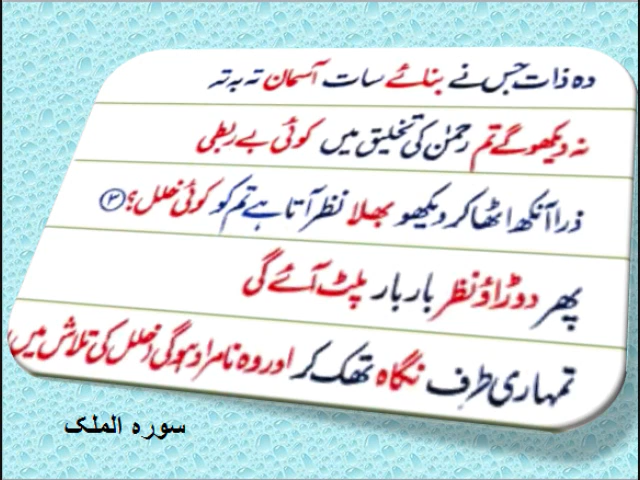 وہ ذات جس نے بنائے سات آسمان تہ بہ تہ
نہ دیکھو گے تم رحمٰن کی تخلیق میں کوئی بے ربطی
ذرا آنکھ اٹھا کر دیکھو بھلا نظر آتا ہے تم کو کوئی خلل؟ ③
پھر دوڑاؤ نظر بار بار پلٹ آئے گی
تمہاری طرف نگاہ تھک کر اور وہ نامراد ہوگی خلل کی تلاش میں
سورہ الملک